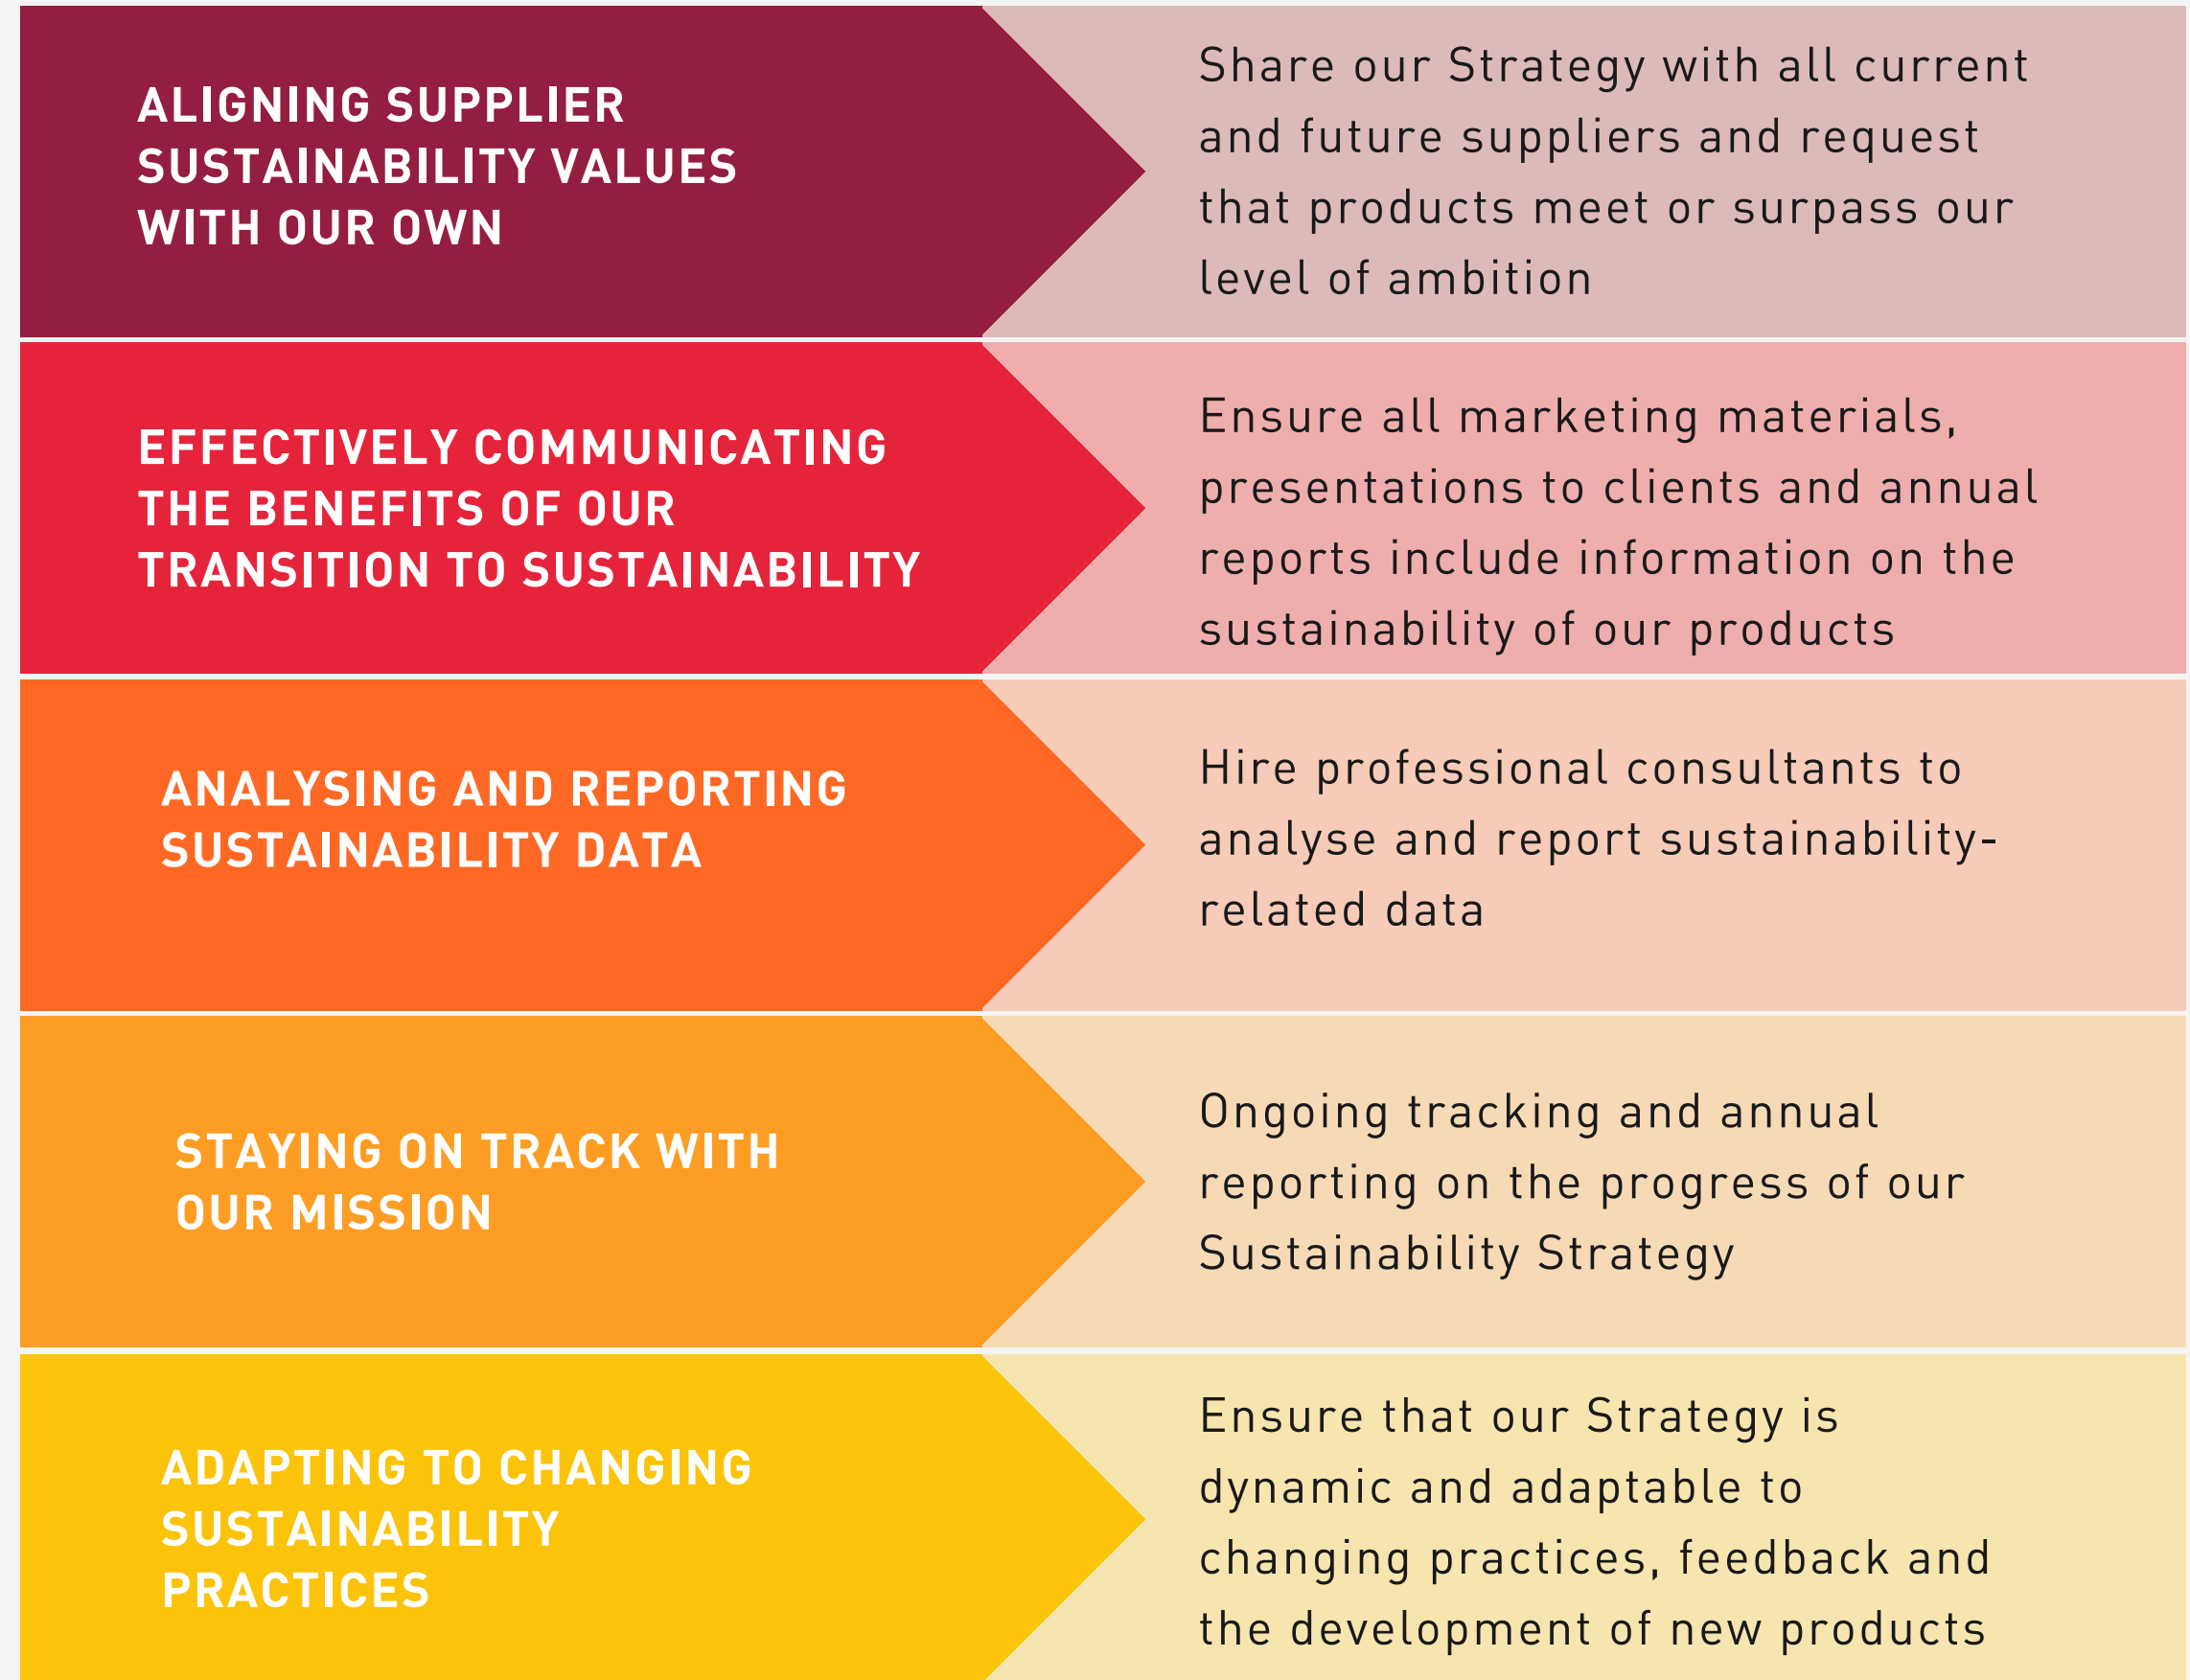 ALIGNING SUPPLIER
SUSTAINABILITY VALUES
WITH OUR OWN
Share our Strategy with all current
and future suppliers and request
that products meet or surpass our
level of ambition
EFFECTIVELY COMMUNICATING
THE BENEFITS OF OUR
TRANSITION TO SUSTAINABILITY
Ensure all marketing materials,
presentations to clients and annual
reports include information on the
sustainability of our products
ANALYSING AND REPORTING
SUSTAINABILITY DATA
Hire professional consultants to
analyse and report sustainability-
related data
STAYING ON TRACK WITH
OUR MISSION
Ongoing tracking and annual
reporting on the progress of our
Sustainability Strategy
ADAPTING TO CHANGING
SUSTAINABILITY
PRACTICES
Ensure that our Strategy is
dynamic and adaptable to
changing practices, feedback and
the development of new products